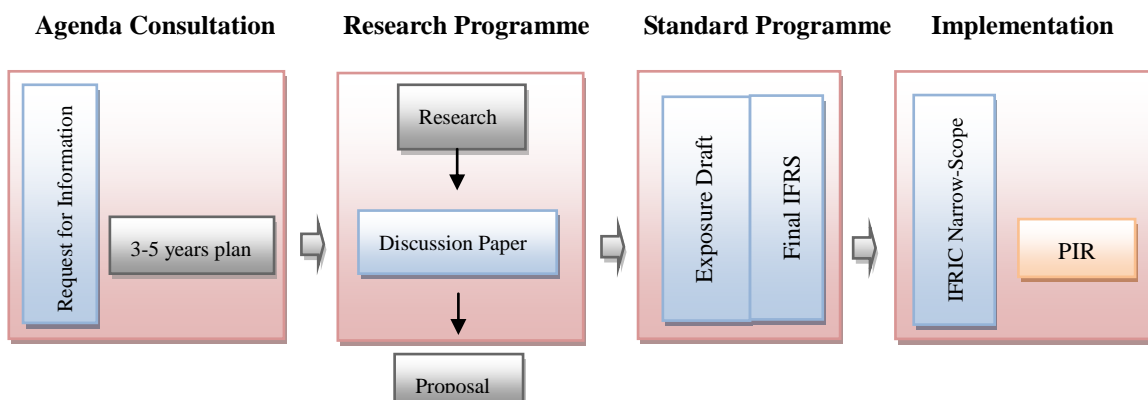 Agenda Consultation
Research Programme
Standard Programme
Implementation
Request for Information
3-5 years plan
Research
Discussion Paper
Proposal
Exposure Draft
Final IFRS
IFRIC Narrow-Scope
PIR